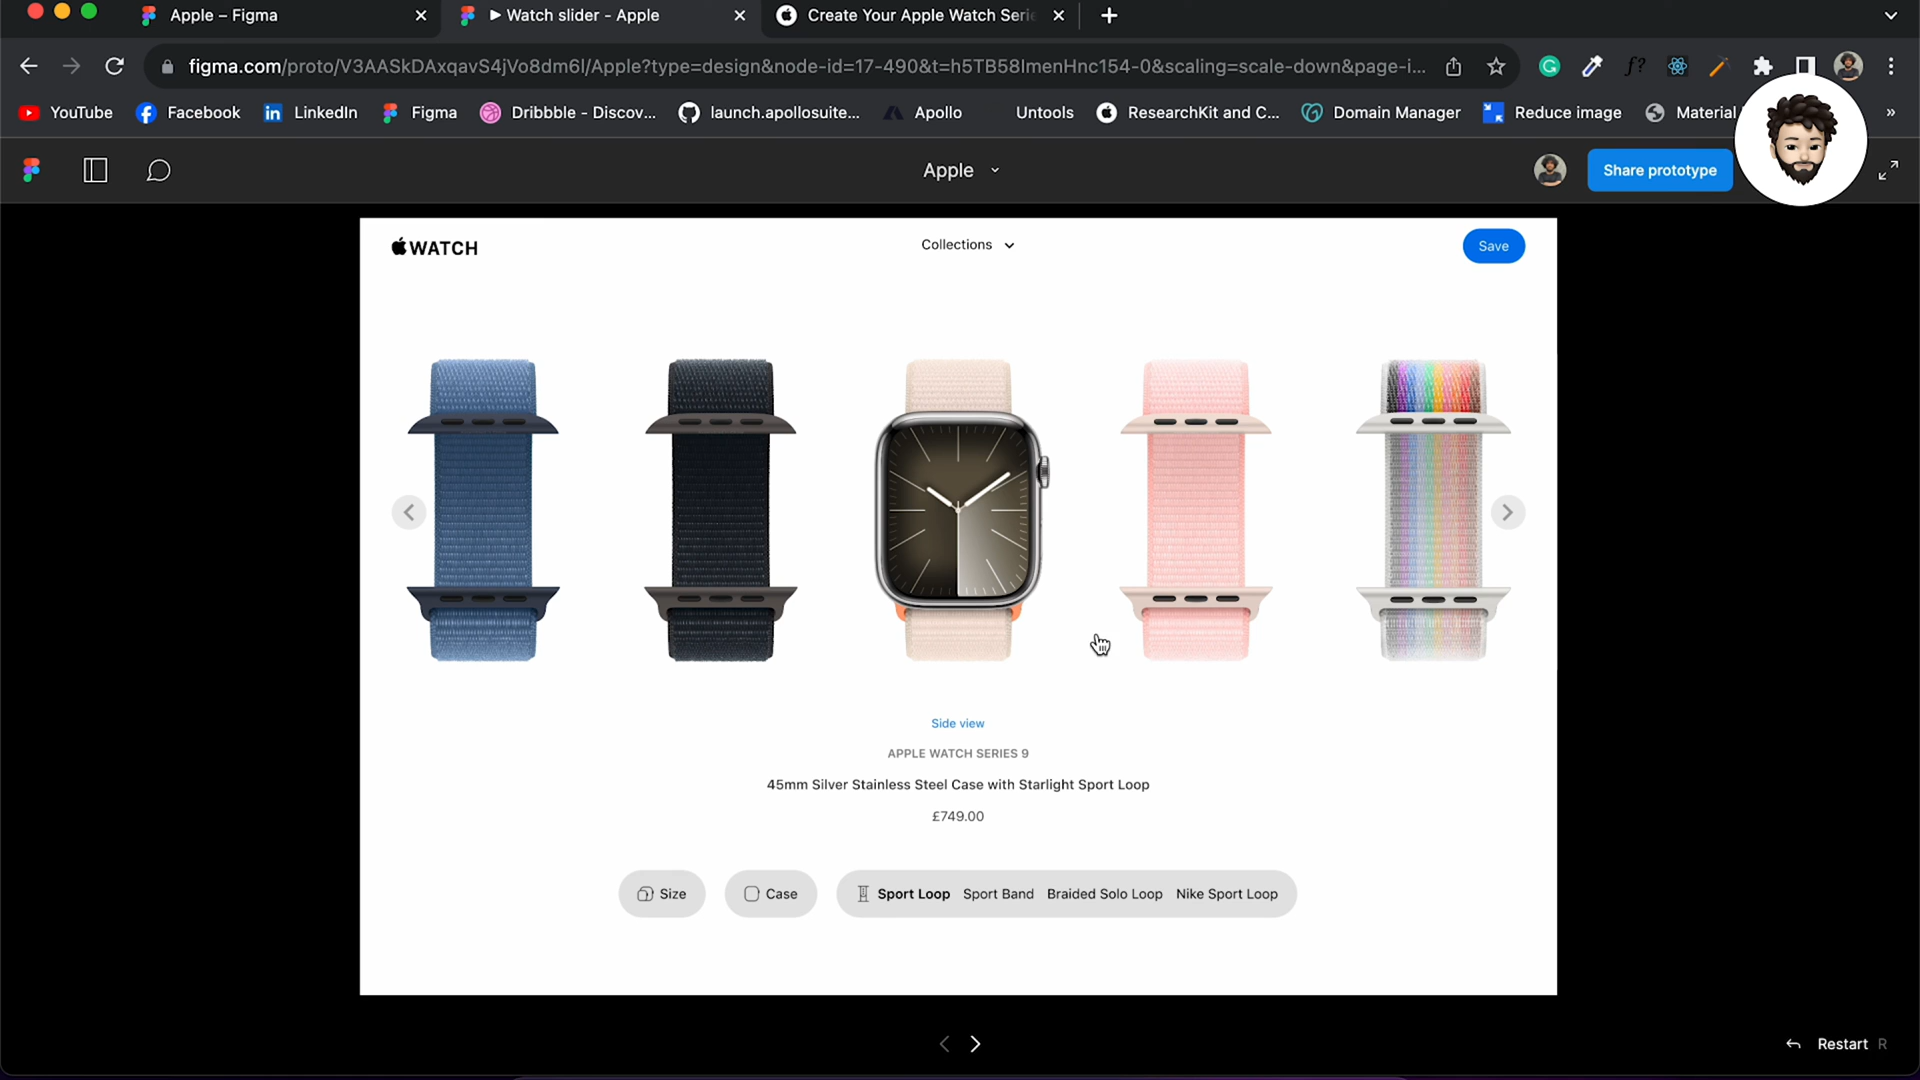 Apple – Figma
▶ Watch slider - Apple
Create Your Apple Watch Seri
figma.com/proto/V3AASkDAxqavS4jVo8dm6l/Apple?type=design&node-id=17-490&t=h5TB58ImenHnc154-0&scaling=scale-down&page-i...
f?
YouTube
Facebook
LinkedIn
Figma
Dribbble - Discov...
launch.apollosuite...
Apollo
Untools
ResearchKit and C...
Domain Manager
Reduce image
Material
»
Apple
Share prototype
WATCH
Collections
Save
Side view
APPLE WATCH SERIES 9
45mm Silver Stainless Steel Case with Starlight Sport Loop
£749.00
Size
Case
Sport Loop Sport Band Braided Solo Loop Nike Sport Loop
Restart R